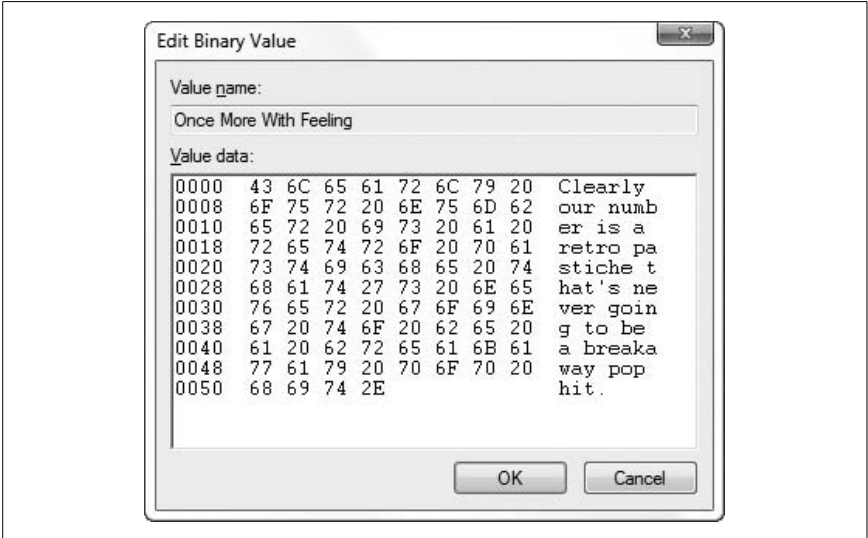 Edit Binary Value
Value name:
Once More With Feeling
Value data:
0000 43 6C 65 61 72 6C 79 20 Clearly
0008 6F 75 72 20 6E 75 6D 62 our numb
0010 65 72 20 69 73 20 61 20 er is a
0018 72 65 74 72 6F 20 70 61 retro pa
0020 73 74 69 63 68 65 20 74 stiche t
0028 68 61 74 27 73 20 6E 65 hat's ne
0030 76 65 72 20 67 6F 69 6E ver goin
0038 67 20 74 6F 20 62 65 20 g to be
0040 61 20 62 72 65 61 6B 61 a breaka
0048 77 61 79 20 70 6F 70 20 way pop
0050 68 69 74 2E hit.
OK Cancel